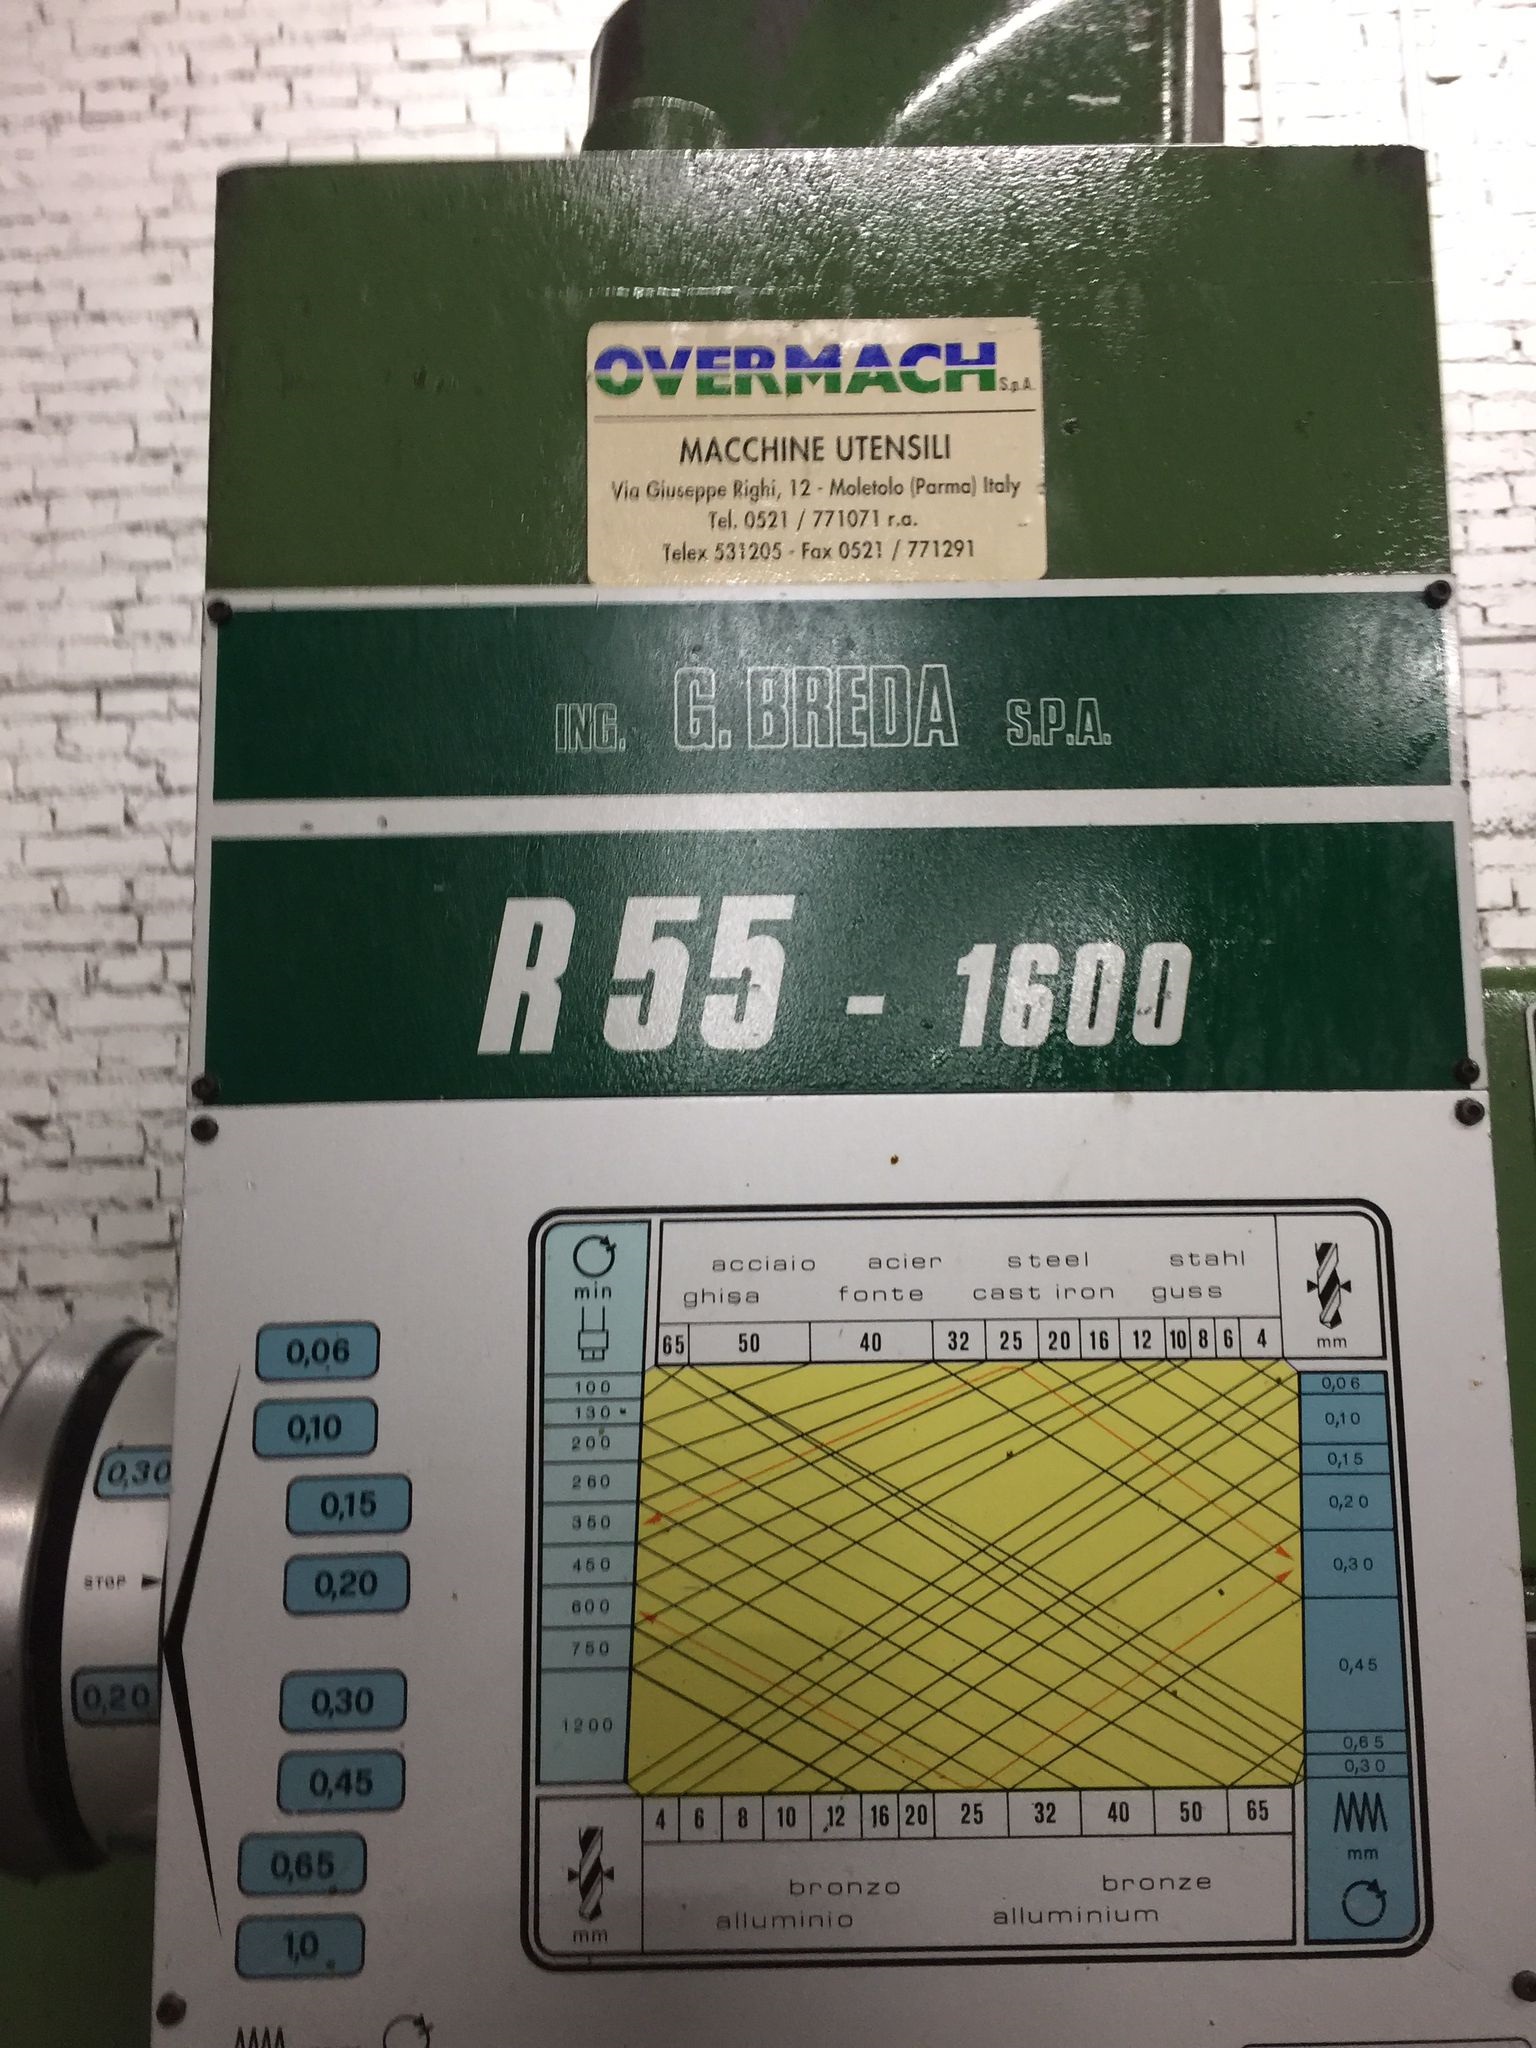 OVERMACH S.p.A.
MACCHINE UTENSILI
Via Giuseppe Righi, 12 - Moletolo (Parma) Italy
Tel. 0521 / 771071 r.a.
Telex 531205 - Fax 0521 / 771291
ING. G. BREDA S.P.A.
R 55 - 1600
min
acciaio acier steel stahl
ghisa fonte cast iron guss
mm
65 50 40 32 25 20 16 12 10 8 6 4
100
130
200
260
350
450
600
750
1200
0,06
0,10
0,15
0,20
0,30
0,45
0,65
0,30
mm
4 6 8 10 12 16 20 25 32 40 50 65
mm
bronzo bronze
alluminio alluminium
0,06
0,10
0,15
0,20
0,30
0,45
0,65
1,0
0,30
STOP
0,20